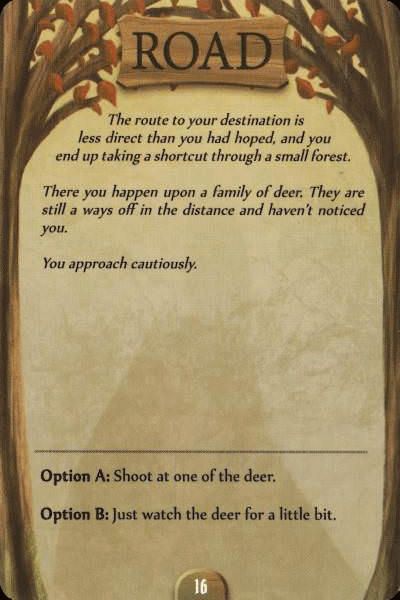 ROAD
The route to your destination is
less direct than you had hoped, and you
end up taking a shortcut through a small forest.
There you happen upon a family of deer. They are
still a ways off in the distance and haven't noticed
you.
You approach cautiously.
Option A: Shoot at one of the deer.
Option B: Just watch the deer for a little bit.
16